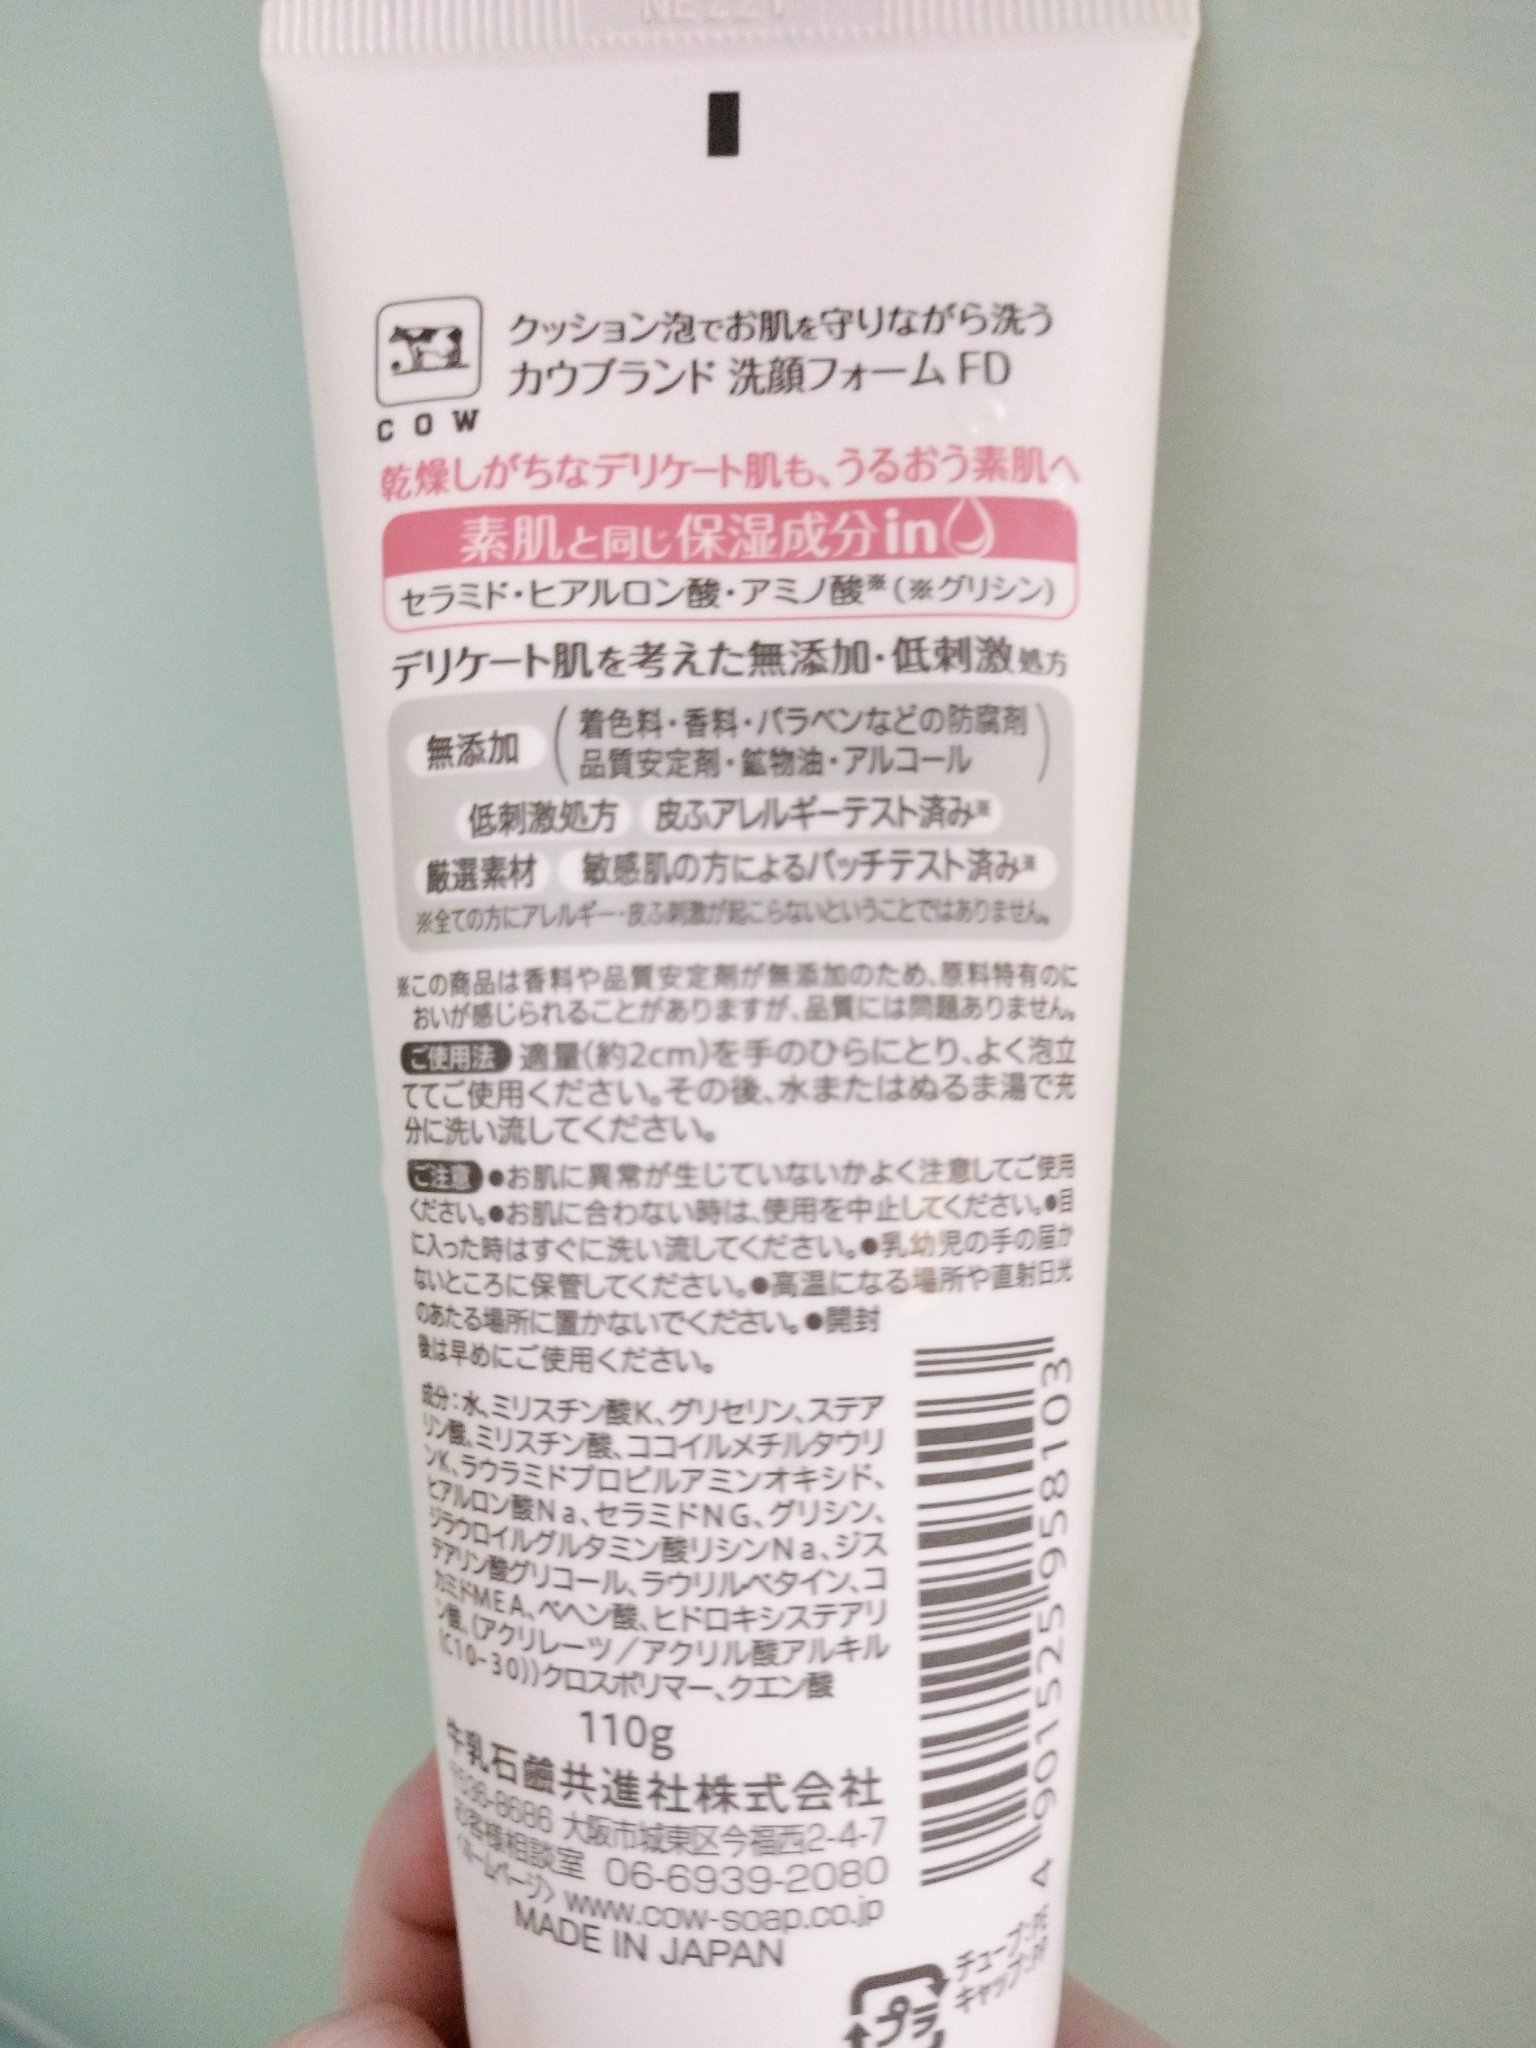 クッション泡でお肌を守りながら洗う
カウブランド 洗顔フォーム FD
COW
乾燥しがちなデリケート肌も、うるおう素肌へ
素肌と同じ保湿成分in
セラミド・ヒアルロン酸・アミノ酸※(※グリシン)
デリケート肌を考えた無添加・低刺激処方
無添加 (着色料・香料・パラベンなどの防腐剤
品質安定剤・鉱物油・アルコール)
低刺激処方 皮ふアレルギーテスト済み※
厳選素材 敏感肌の方によるパッチテスト済み※
※全ての方にアレルギー・皮ふ刺激が起こらないということではありません。
※この商品は香料や品質安定剤が無添加のため、原料特有のに
おいが感じられることがありますが、品質には問題ありません。
ご使用法 適量(約2cm)を手のひらにとり、よく泡立
ててご使用ください。その後、水またはぬるま湯で充
分に洗い流してください。
ご注意 ●お肌に異常が生じていないかよく注意してご使用
ください。●お肌に合わない時は、使用を中止してください。●目
に入った時はすぐに洗い流してください。●乳幼児の手の届か
ないところに保管してください。●高温になる場所や直射日光
のあたる場所に置かないでください。●開封
後は早めにご使用ください。
成分:水、ミリスチン酸K、グリセリン、ステア
リン酸、ミリスチン酸、ココイルメチルタウリ
ンK、ラウラミドプロピルアミンオキシド、
ヒアルロン酸Na、セラミドNG、グリシン、
ジラウロイルグルタミン酸リシンNa、ジス
テアリン酸グリコール、ラウリルベタイン、コ
カミドMEA、ベヘン酸、ヒドロキシステアリ
ン酸、(アクリレーツ/アクリル酸アルキル
(C10-30))クロスポリマー、クエン酸
110g
牛乳石鹼共進社株式会社
536-8686 大阪市城東区今福西2-4-7
お客様相談室 06-6939-2080
〈ホームページ〉www.cow-soap.co.jp
MADE IN JAPAN
4 901525 958103
A
プラ
チューブ:
キャップ: